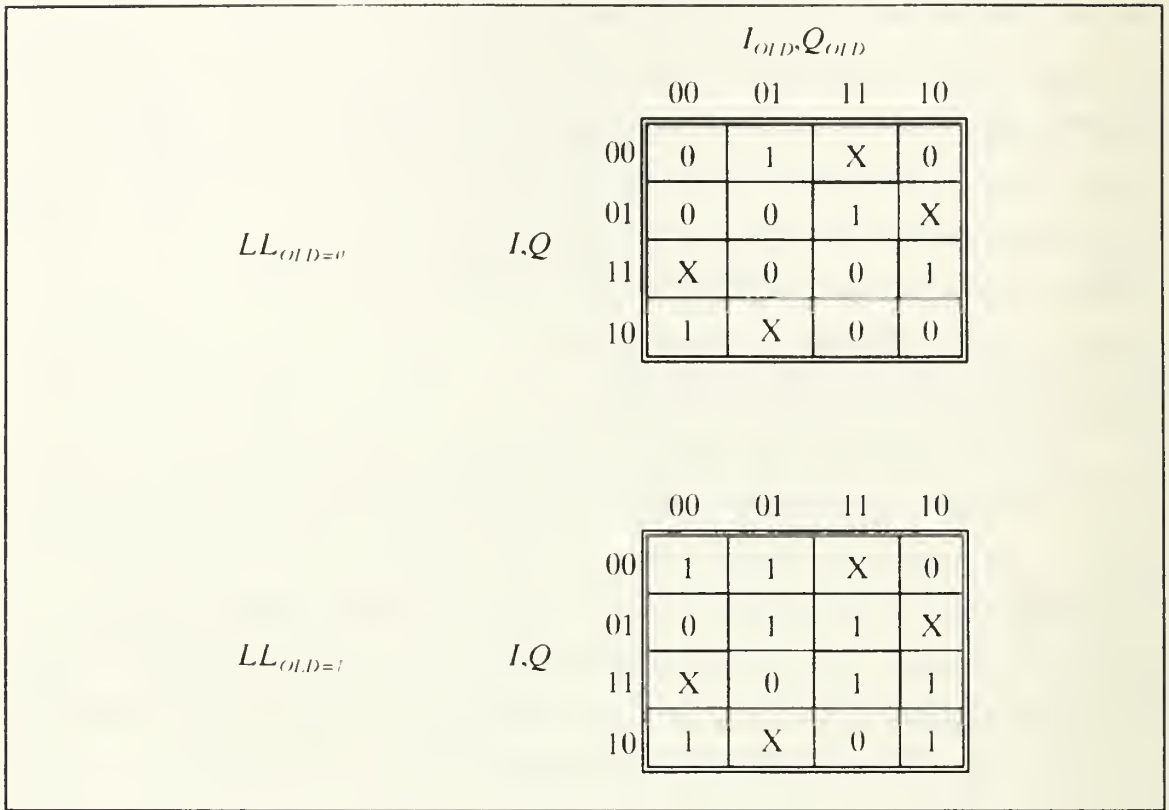 I_OLD, Q_OLD
00 01 11 10
00 0 1 X 0
01 0 0 1 X
LL_OLD=0 I,Q
11 X 0 0 1
10 1 X 0 0
00 01 11 10
00 1 1 X 0
01 0 1 1 X
LL_OLD=1 I,Q
11 X 0 1 1
10 1 X 0 1